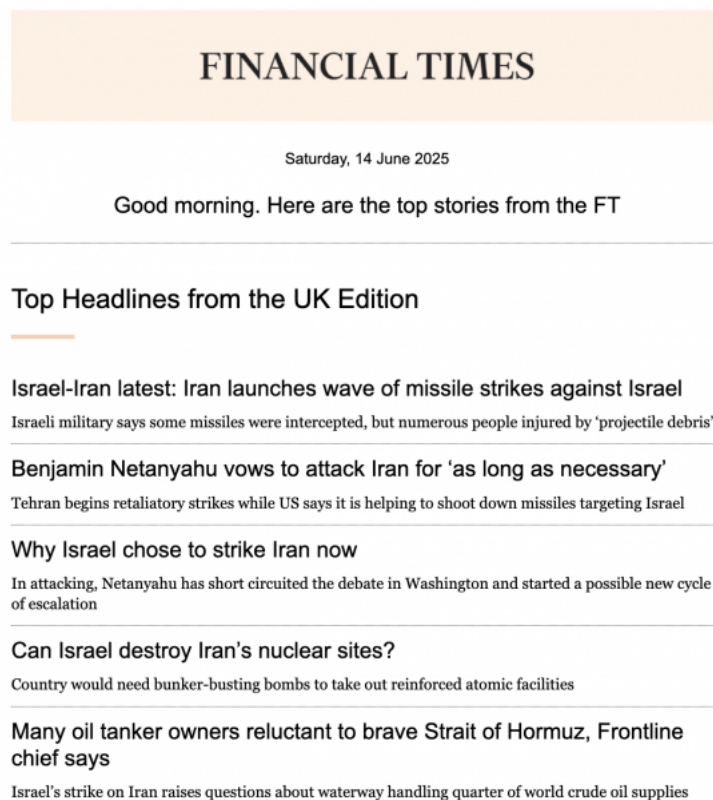 FINANCIAL TIMES
Saturday, 14 June 2025
Good morning. Here are the top stories from the FT
Top Headlines from the UK Edition
Israel-Iran latest: Iran launches wave of missile strikes against Israel
Israeli military says some missiles were intercepted, but numerous people injured by ‘projectile debris’
Benjamin Netanyahu vows to attack Iran for ‘as long as necessary’
Tehran begins retaliatory strikes while US says it is helping to shoot down missiles targeting Israel
Why Israel chose to strike Iran now
In attacking, Netanyahu has short circuited the debate in Washington and started a possible new cycle
of escalation
Can Israel destroy Iran’s nuclear sites?
Country would need bunker-busting bombs to take out reinforced atomic facilities
Many oil tanker owners reluctant to brave Strait of Hormuz, Frontline
chief says
Israel’s strike on Iran raises questions about waterway handling quarter of world crude oil supplies